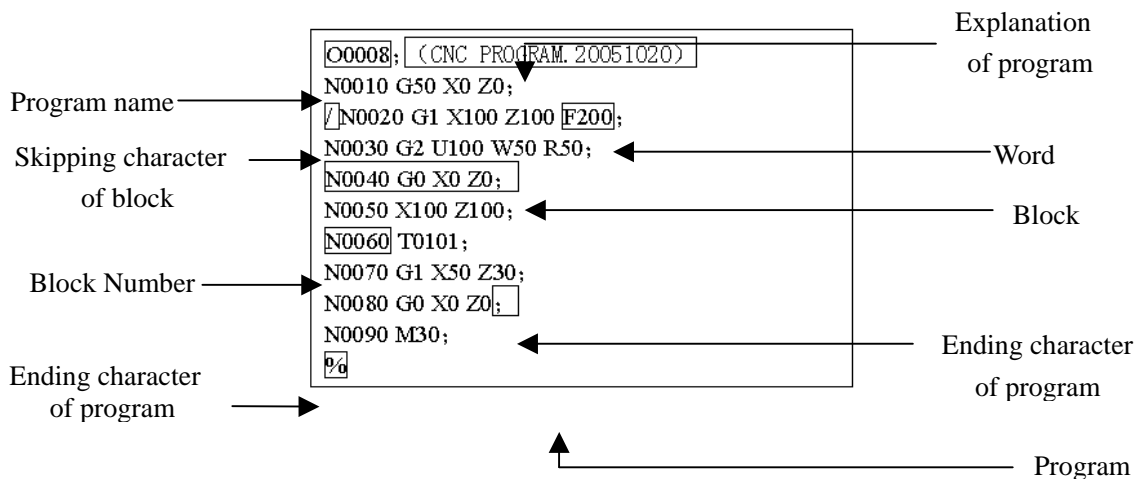 Explanation
of program
O0008; (CNC PROGRAM. 20051020)
N0010 G50 X0 Z0;
Program name
/ N0020 G1 X100 Z100 F200;
Skipping character
of block
N0030 G2 U100 W50 R50;
Word
N0040 G0 X0 Z0;
N0050 X100 Z100;
Block
N0060 T0101;
Block Number
N0070 G1 X50 Z30;
N0080 G0 X0 Z0;
N0090 M30;
Ending character
of program
%
Ending character
of program
Program